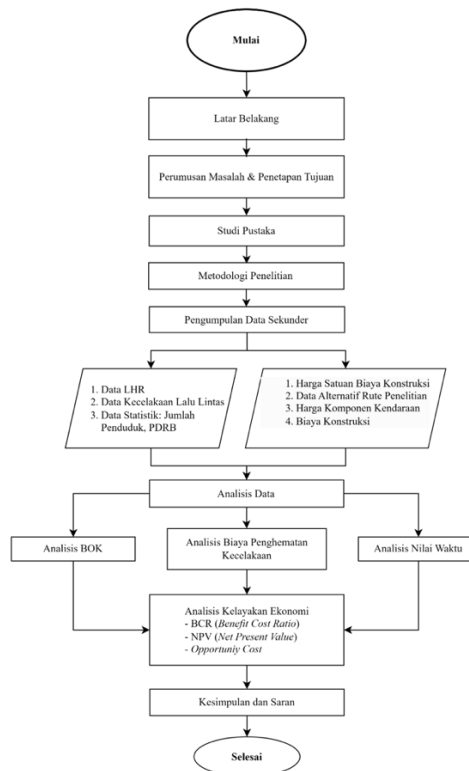 Mulai
Latar Belakang
Perumusan Masalah & Penetapan Tujuan
Studi Pustaka
Metodologi Penelitian
Pengumpulan Data Sekunder
1. Data LHR
2. Data Kecelakaan Lalu Lintas
3. Data Statistik: Jumlah
Penduduk, PDRB
1. Harga Satuan Biaya Konstruksi
2. Data Alternatif Rute Penelitian
3. Harga Komponen Kendaraan
4. Biaya Konstruksi
Analisis Data
Analisis BOK
Analisis Biaya Penghematan
Kecelakaan
Analisis Nilai Waktu
Analisis Kelayakan Ekonomi
- BCR (Benefit Cost Ratio)
- NPV (Net Present Value)
- Opportuniy Cost
Kesimpulan dan Saran
Selesai